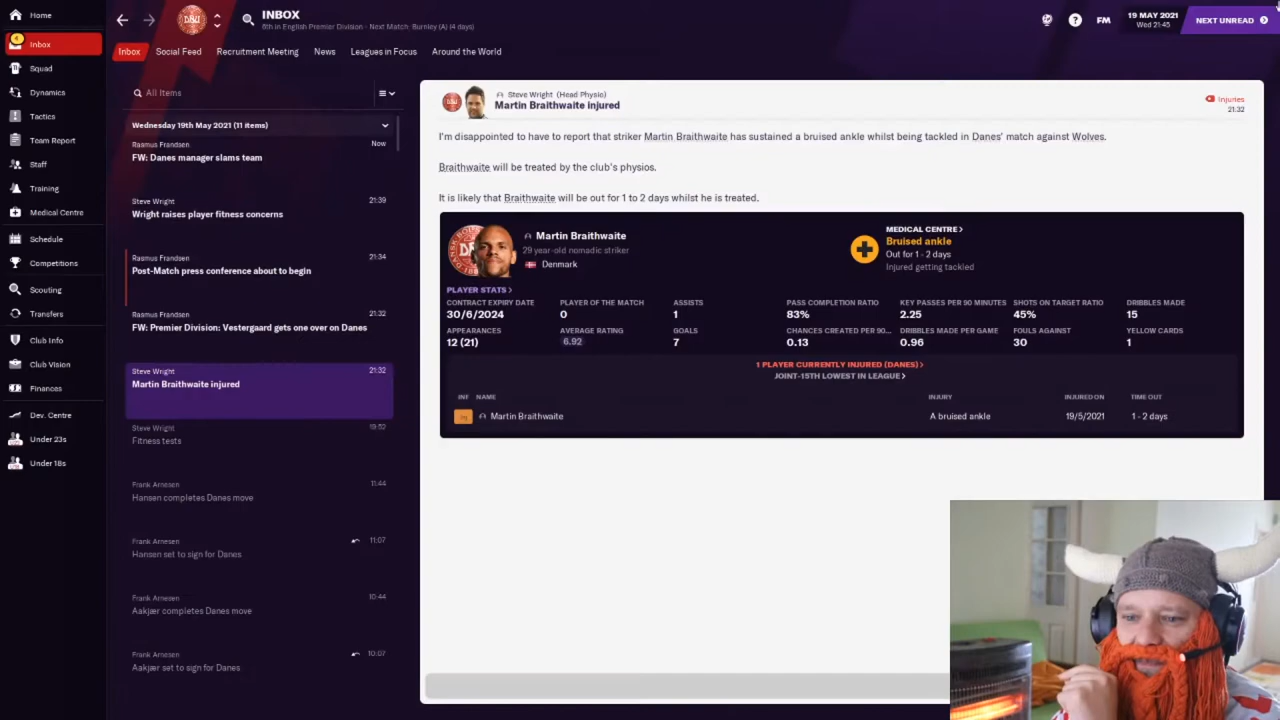 Home
4
Inbox
Squad
Dynamics
Tactics
Team Report
Staff
Training
Medical Centre
Schedule
Competitions
Scouting
Transfers
Club Info
Club Vision
Finances
Dev. Centre
Under 23s
Under 18s
DBU
INBOX
6th in English Premier Division - Next Match: Burnley (A) (4 days)
?
FM
19 MAY 2021
Wed 21:45
NEXT UNREAD
Inbox
Social Feed
Recruitment Meeting
News
Leagues in Focus
Around the World
All Items
Wednesday 19th May 2021 (11 items)
Rasmus Frandsen
Now
FW: Danes manager slams team
Steve Wright
21:39
Wright raises player fitness concerns
Rasmus Frandsen
21:34
Post-Match press conference about to begin
Rasmus Frandsen
21:32
FW: Premier Division: Vestergaard gets one over on Danes
Steve Wright
21:32
Martin Braithwaite injured
Steve Wright
19:52
Fitness tests
Frank Arnesen
11:44
Hansen completes Danes move
Frank Arnesen
11:07
Hansen set to sign for Danes
Frank Arnesen
10:44
Aakjær completes Danes move
Frank Arnesen
10:07
Aakjær set to sign for Danes
Steve Wright (Head Physio)
Martin Braithwaite injured
Injuries
21:32
I'm disappointed to have to report that striker Martin Braithwaite has sustained a bruised ankle whilst being tackled in Danes' match against Wolves.
Braithwaite will be treated by the club's physios.
It is likely that Braithwaite will be out for 1 to 2 days whilst he is treated.
Martin Braithwaite
29 year-old nomadic striker
Denmark
MEDICAL CENTRE >
Bruised ankle
Out for 1 - 2 days
Injured getting tackled
PLAYER STATS >
CONTRACT EXPIRY DATE PLAYER OF THE MATCH ASSISTS PASS COMPLETION RATIO KEY PASSES PER 90 MINUTES SHOTS ON TARGET RATIO DRIBBLES MADE
30/6/2024 0 1 83% 2.25 45% 15
APPEARANCES AVERAGE RATING GOALS CHANCES CREATED PER 90... DRIBBLES MADE PER GAME FOULS AGAINST YELLOW CARDS
12 (21) 6.92 7 0.13 0.96 30 1
1 PLAYER CURRENTLY INJURED (DANES) >
JOINT-15TH LOWEST IN LEAGUE >
INF NAME INJURY INJURED ON TIME OUT
Martin Braithwaite A bruised ankle 19/5/2021 1 - 2 days